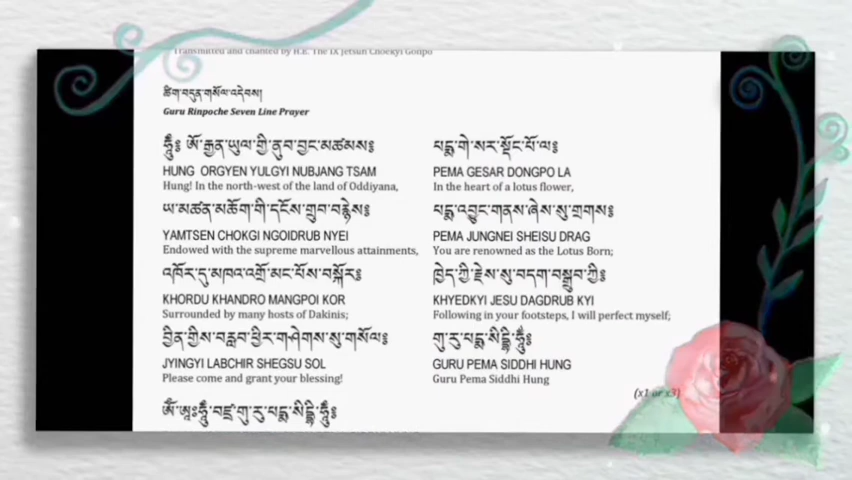 Transmitted and chanted by H.E. The IX Jetsun Choekyi Gonpo
ཚིག་བདུན་གསོལ་འདེབས།
Guru Rinpoche Seven Line Prayer
ཧཱུྃ༔ ཨོ་རྒྱན་ཡུལ་གྱི་ནུབ་བྱང་མཚམས༔
HUNG ORGYEN YULGYI NUBJANG TSAM
Hung! In the north-west of the land of Oddiyana,
པདྨ་གེ་སར་སྡོང་པོ་ལ༔
PEMA GESAR DONGPO LA
In the heart of a lotus flower,
ཡ་མཚན་མཆོག་གི་དངོས་གྲུབ་བརྙེས༔
YAMTSEN CHOKGI NGOIDRUB NYEI
Endowed with the supreme marvellous attainments,
པདྨ་འབྱུང་གནས་ཞེས་སུ་གྲགས༔
PEMA JUNGNEI SHEISU DRAG
You are renowned as the Lotus Born;
འཁོར་དུ་མཁའ་འགྲོ་མང་པོས་བསྐོར༔
KHORDU KHANDRO MANGPOI KOR
Surrounded by many hosts of Dakinis;
ཁྱེད་ཀྱི་རྗེས་སུ་བདག་བསྒྲུབ་ཀྱི༔
KHYEDKYI JESU DAGDRUB KYI
Following in your footsteps, I will perfect myself;
བྱིན་གྱིས་བརླབ་ཕྱིར་གཤེགས་སུ་གསོལ༔
JYINGYI LABCHIR SHEGSU SOL
Please come and grant your blessing!
གུ་རུ་པདྨ་སིདྡྷི་ཧཱུྃ༔
GURU PEMA SIDDHI HUNG
Guru Pema Siddhi Hung
(x1 or x3)
ཨོཾ་ཨཱཿཧཱུྃ་བཛྲ་གུ་རུ་པདྨ་སིདྡྷི་ཧཱུྃ༔